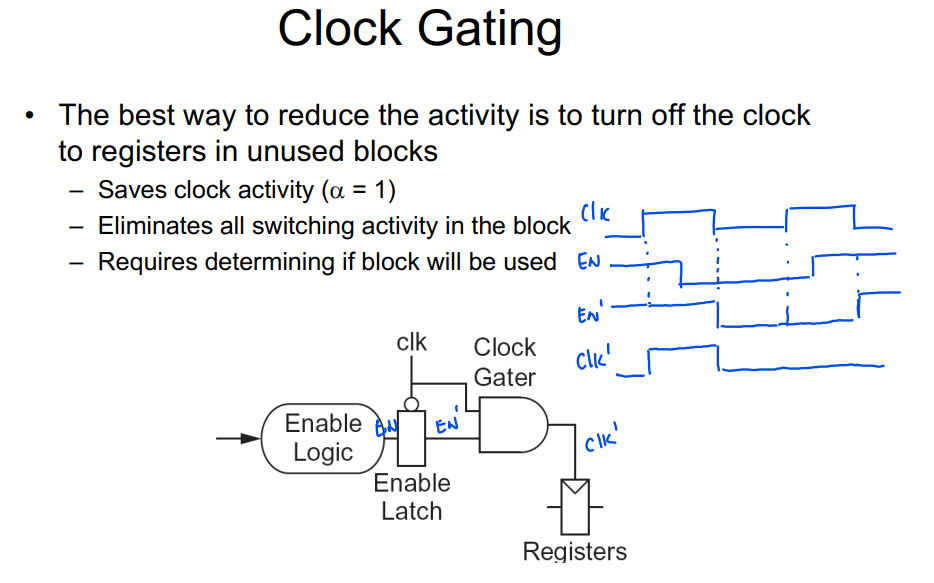 Clock Gating
• The best way to reduce the activity is to turn off the clock
to registers in unused blocks
– Saves clock activity (α = 1)
– Eliminates all switching activity in the block
– Requires determining if block will be used
Clk
EN
EN'
Clk'
clk
Clock
Gater
Enable
Logic
EN
EN'
clk'
Enable
Latch
Registers